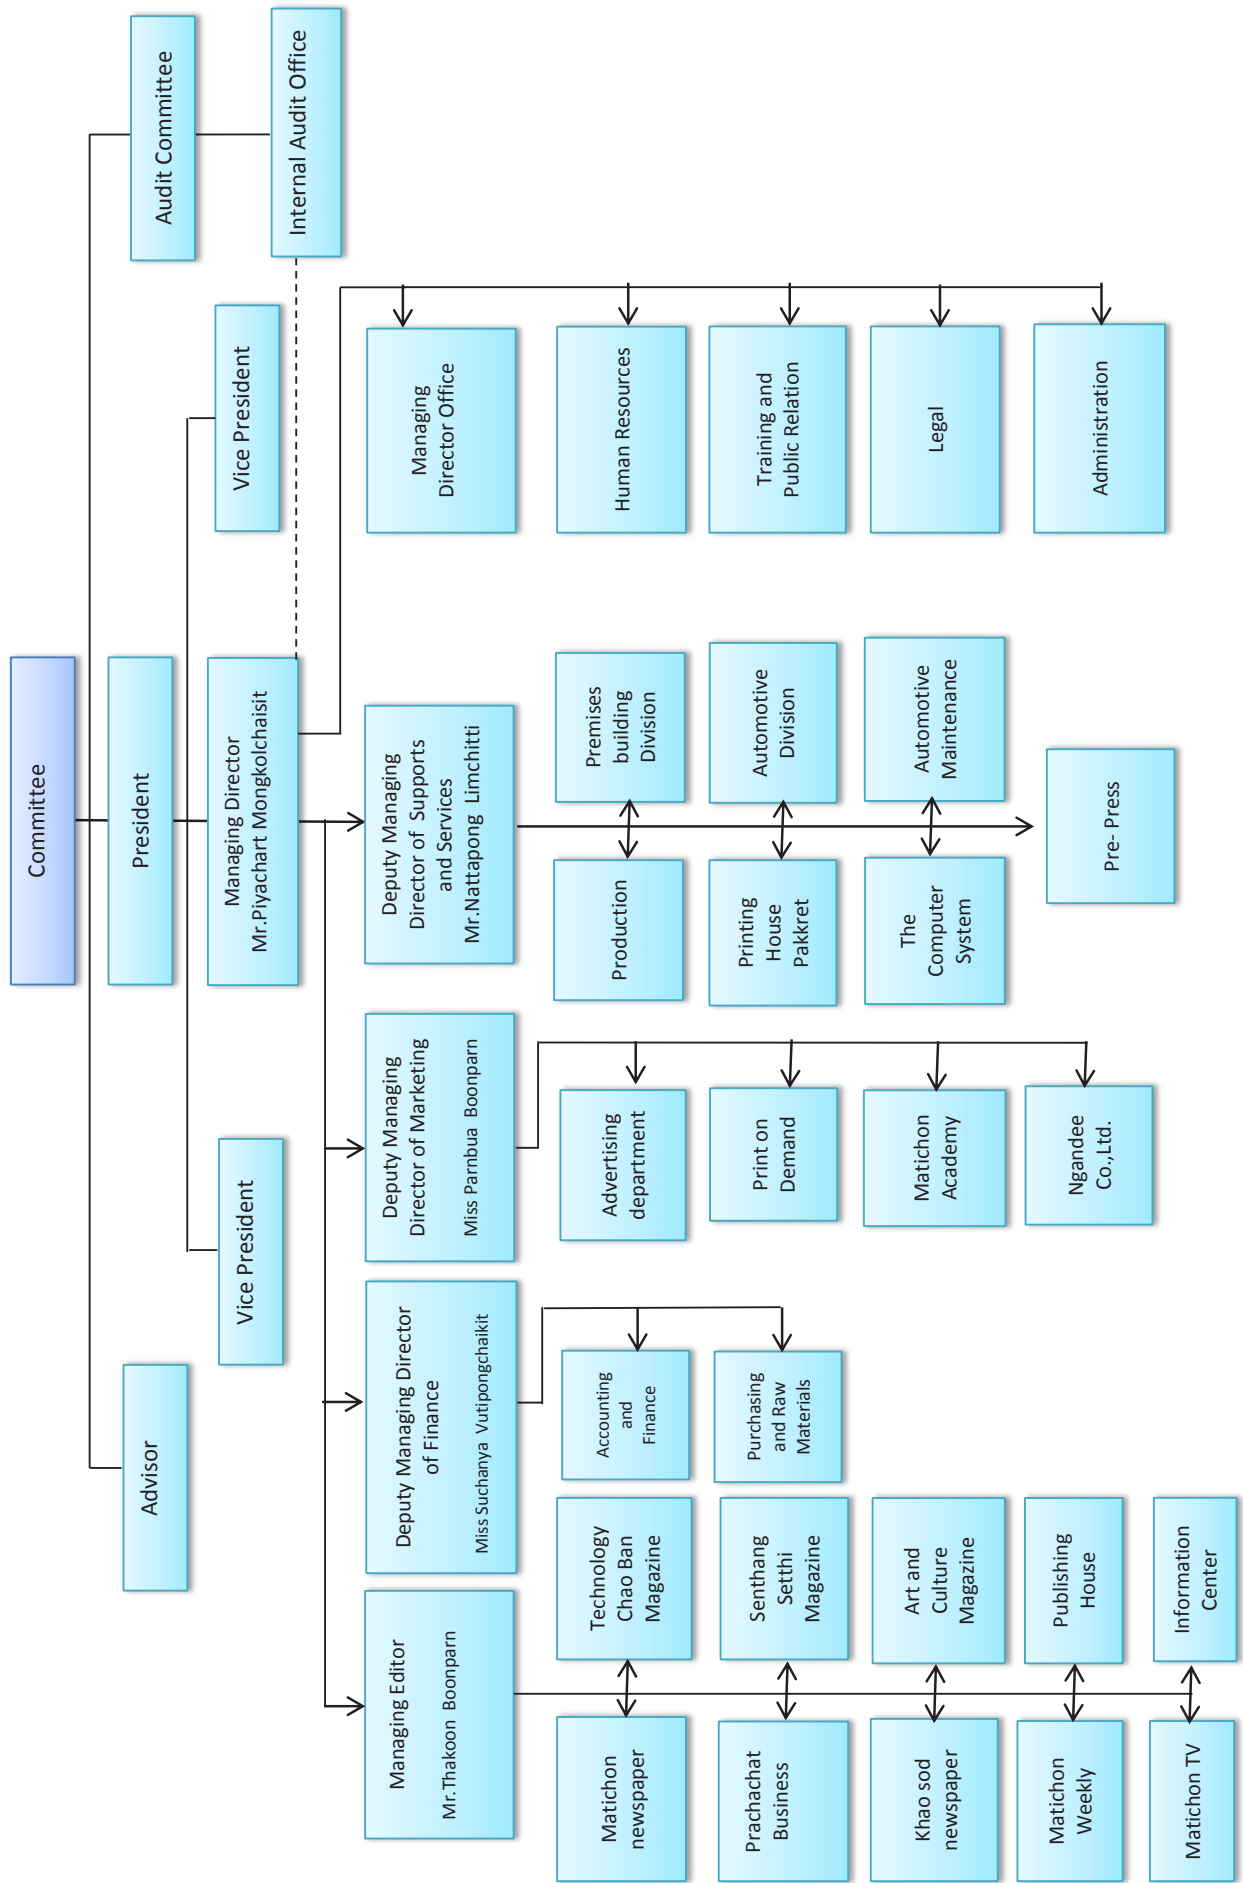 Committee
Advisor
Audit Committee
President
Internal Audit Office
Vice President
Vice President
Managing Director
Mr.Piyachart Mongkolchaisit
Managing Editor
Mr.Thakoon Boonparn
Deputy Managing Director
of Finance
Miss Suchanya Vutipongchaikit
Deputy Managing
Director of Marketing
Miss Parnbua Boonparn
Deputy Managing
Director of Supports
and Services
Mr.Nattapong Limchitti
Managing
Director Office
Matichon
newspaper
Technology
Chao Ban
Magazine
Accounting
and
Finance
Advertising
department
Production
Premises
building
Division
Human Resources
Prachachat
Business
Senthang
Setthi
Magazine
Purchasing
and Raw
Materials
Print on
Demand
Printing
House
Pakkret
Automotive
Division
Training and
Public Relation
Khao sod
newspaper
Art and
Culture
Magazine
Matichon
Academy
The
Computer
System
Automotive
Maintenance
Legal
Matichon
Weekly
Publishing
House
Ngandee
Co.,Ltd.
Pre- Press
Administration
Matichon TV
Information
Center